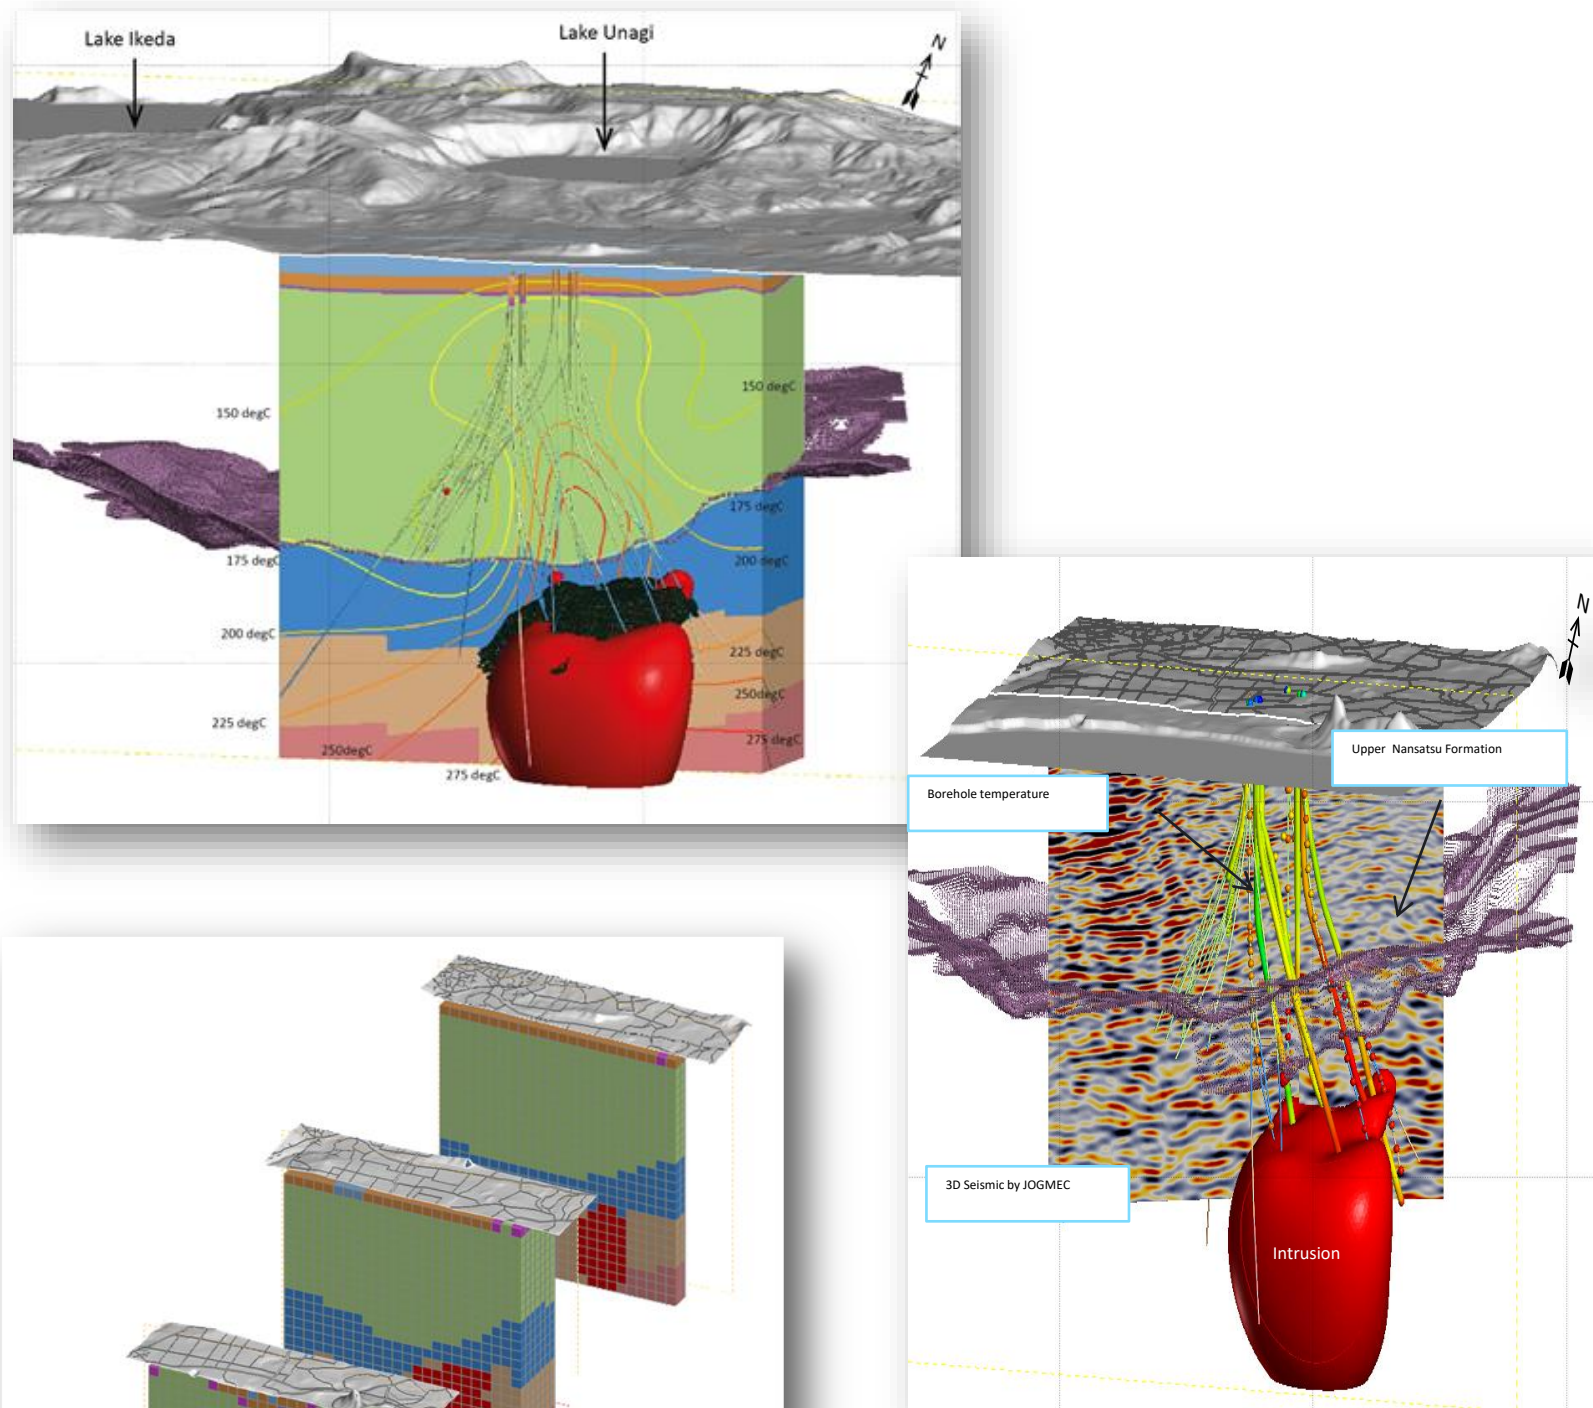 Lake Ikeda
Lake Unagi
N
150 degC
150 degC
175 degC
175 degC
200 degC
200 degC
225 degC
225 degC
250degC
250degC
275 degC
275 degC
N
Upper Nansatsu Formation
Borehole temperature
3D Seismic by JOGMEC
Intrusion